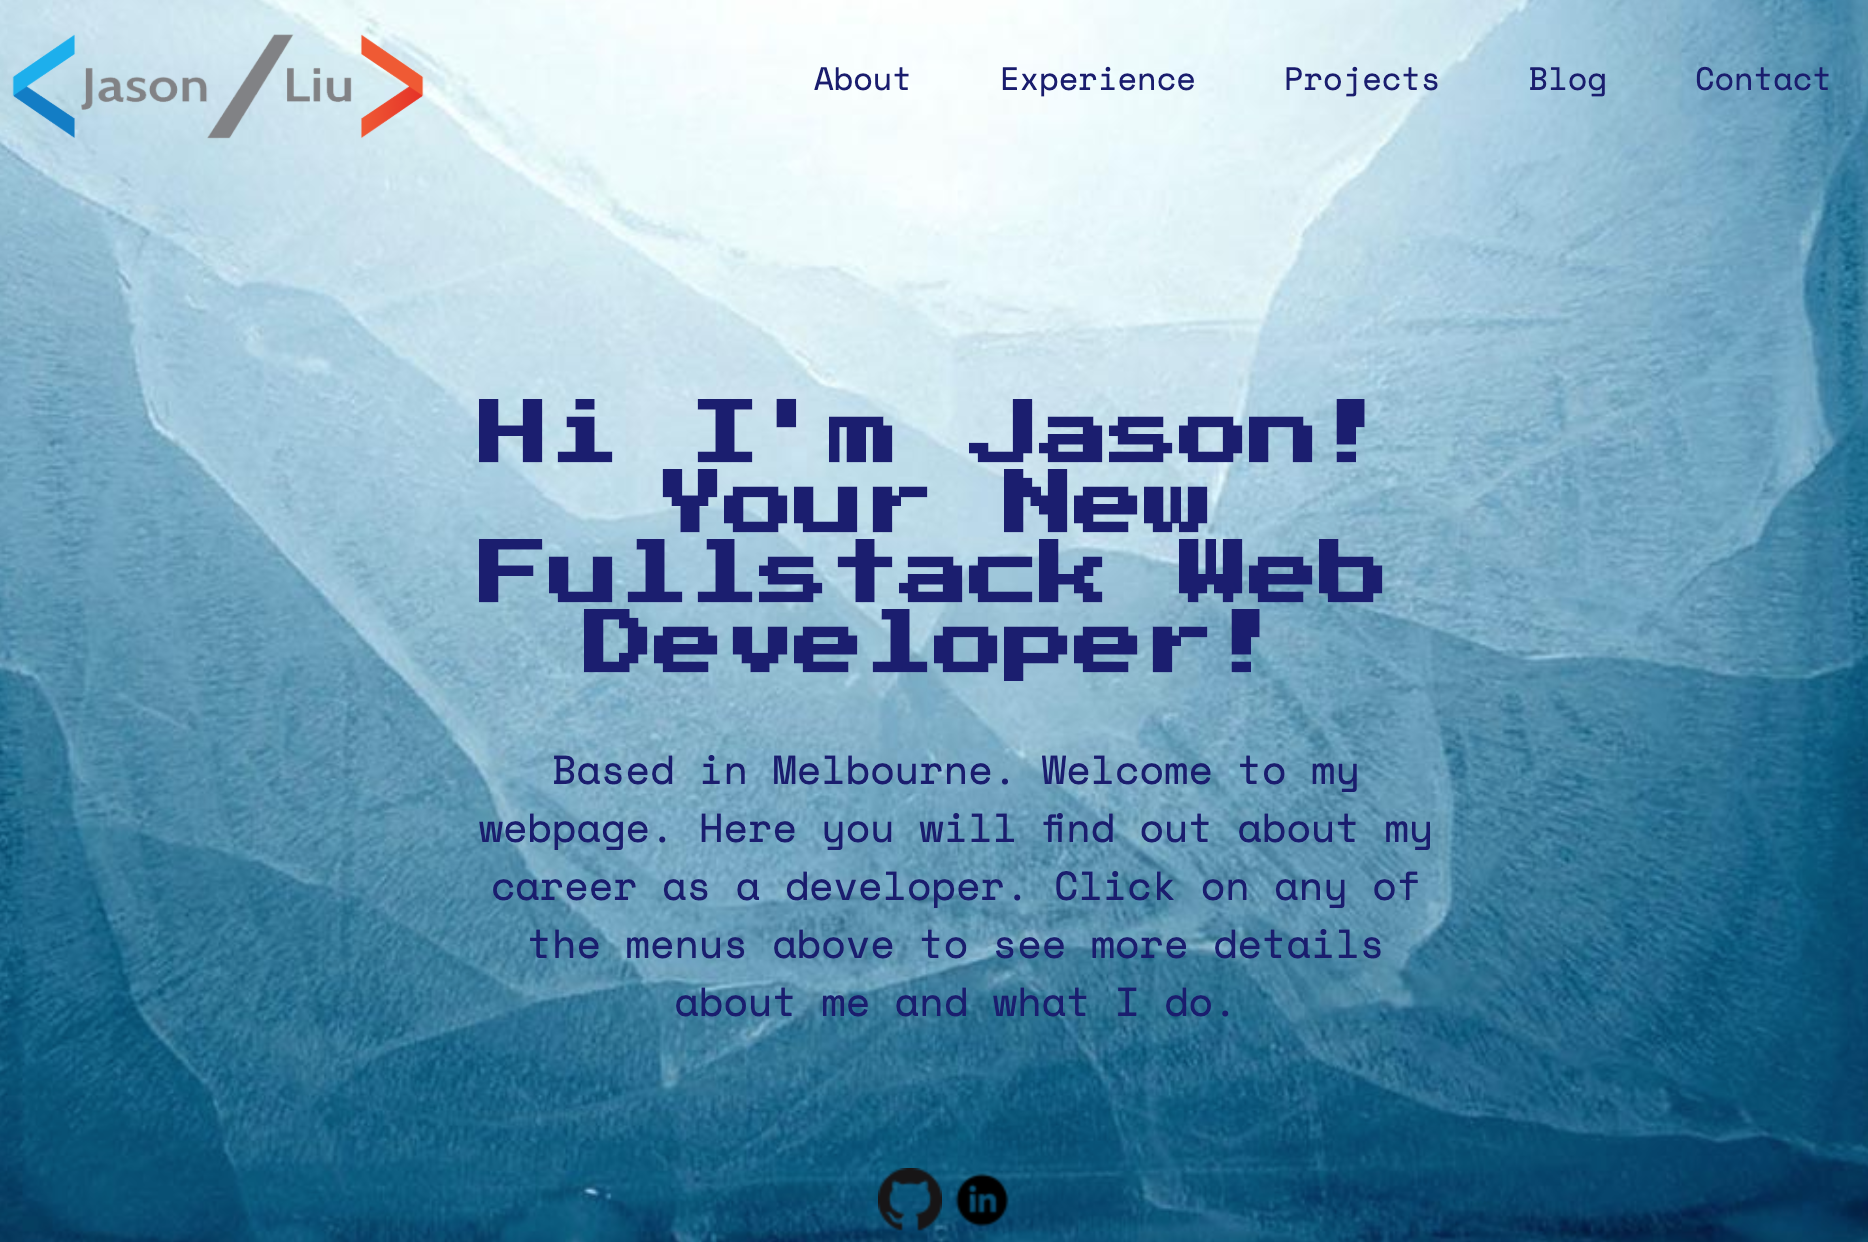 Jason / Liu
About Experience Projects Blog Contact
Hi I'm Jason!
Your New
Fullstack Web
Developer!
Based in Melbourne. Welcome to my
webpage. Here you will find out about my
career as a developer. Click on any of
the menus above to see more details
about me and what I do.
in